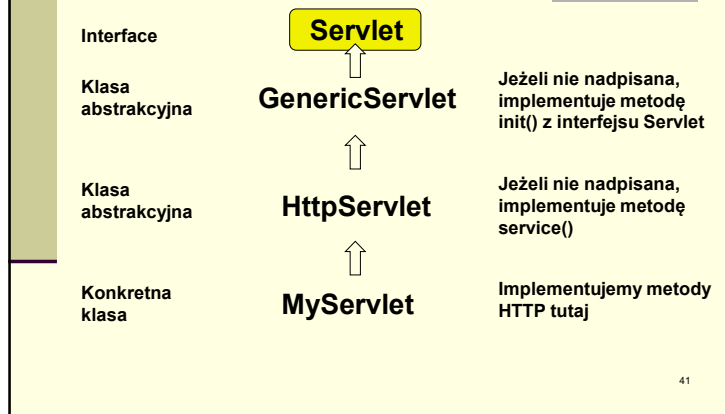 Interface
Servlet
Klasa
abstrakcyjna
GenericServlet
Jeżeli nie nadpisana,
implementuje metodę
init() z interfejsu Servlet
Klasa
abstrakcyjna
HttpServlet
Jeżeli nie nadpisana,
implementuje metodę
service()
Konkretna
klasa
MyServlet
Implementujemy metody
HTTP tutaj
41